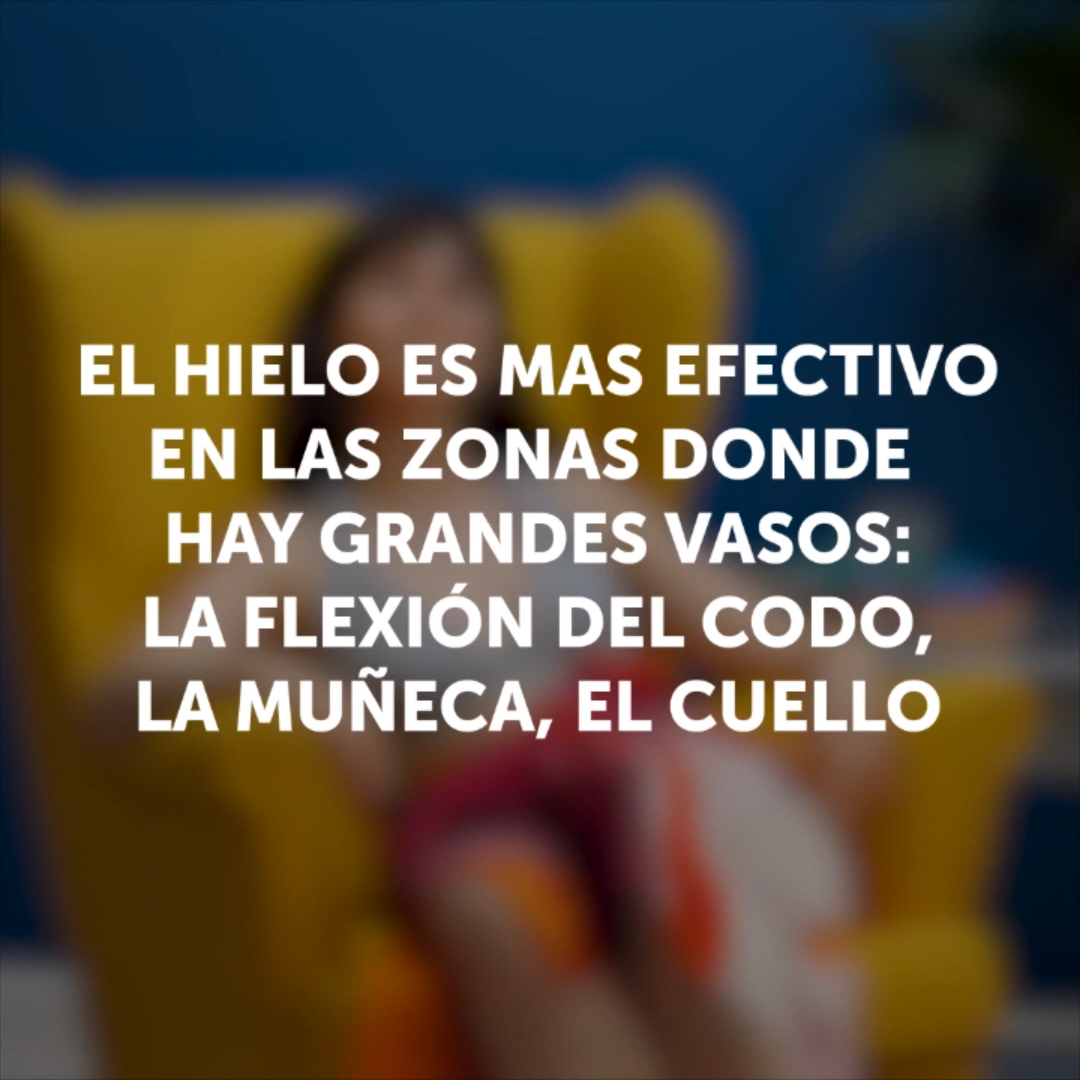 EL HIELO ES MAS EFECTIVO
EN LAS ZONAS DONDE
HAY GRANDES VASOS:
LA FLEXIÓN DEL CODO,
LA MUÑECA, EL CUELLO